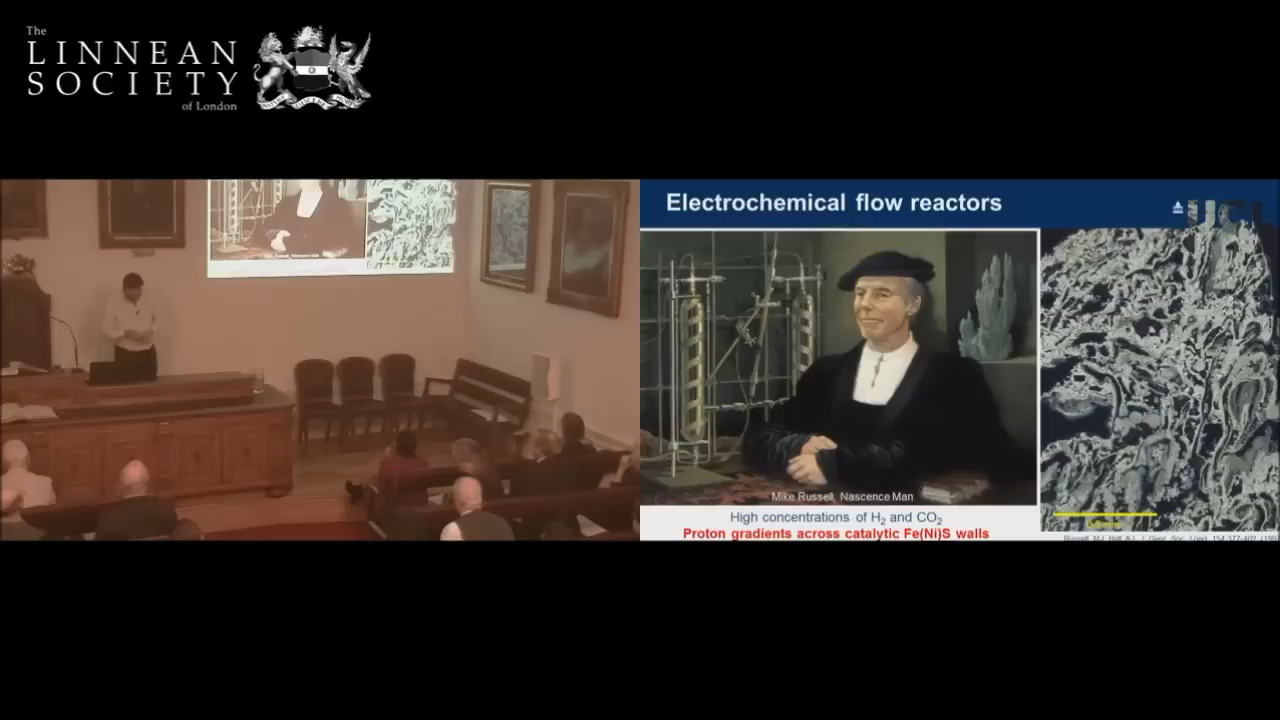 The
LINNEAN
SOCIETY
of London
Electrochemical flow reactors
UCL
Mike Russell, Nascence Man
High concentrations of H₂ and CO₂
Proton gradients across catalytic Fe(Ni)S walls